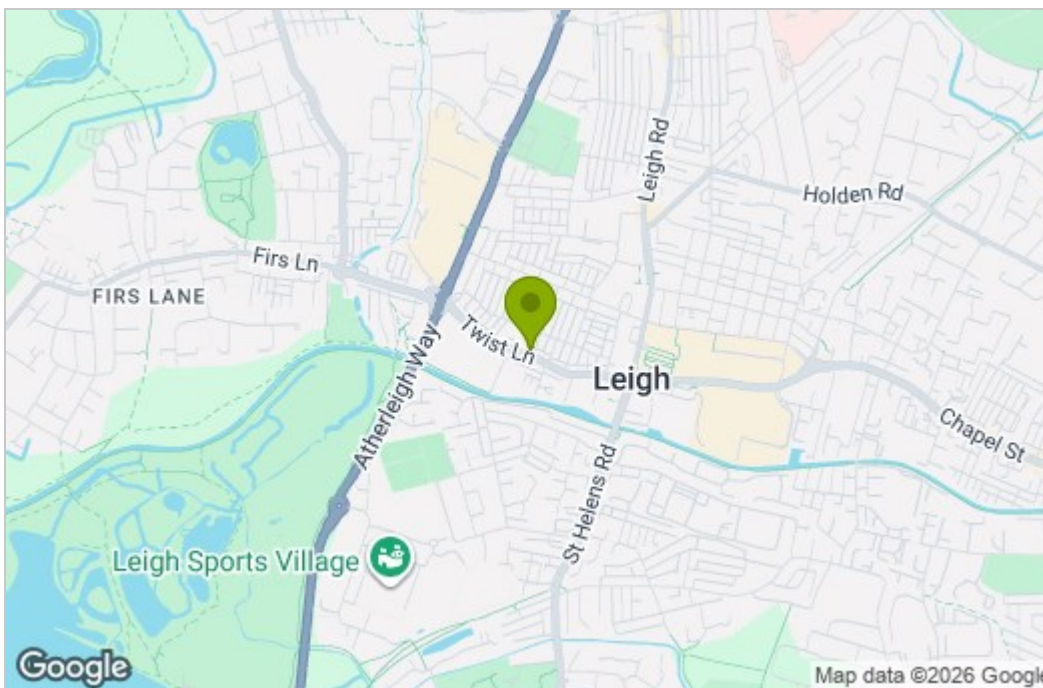 Leigh Rd
Holden Rd
Firs Ln
FIRS LANE
Twist Ln
Leigh
Atherleigh Way
Chapel St
St Helens Rd
Leigh Sports Village
Google
Map data ©2026 Google